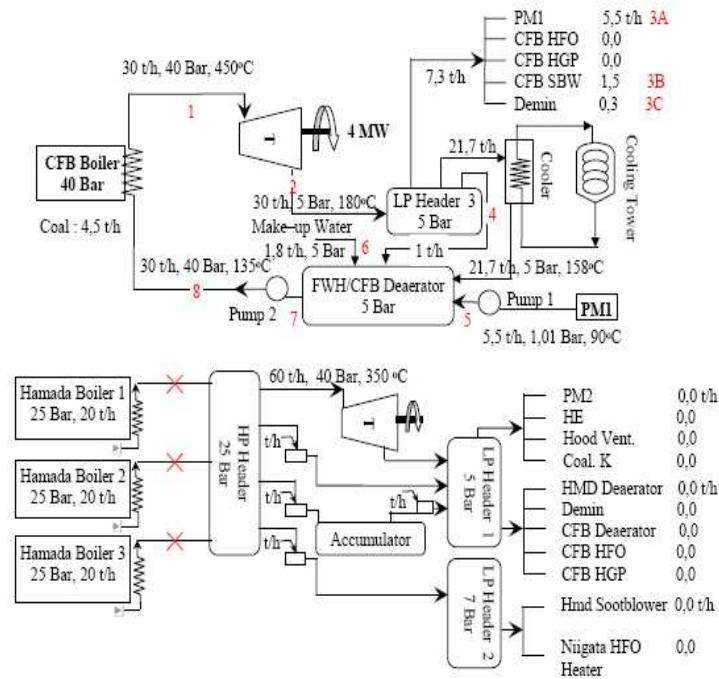 PM1 5,5 t/h 3A
CFB HFO 0,0
CFB HGP 0,0
CFB SBW 1,5 3B
Demin 0,3 3C
7,3 t/h
30 t/h, 40 Bar, 450ºC
1
T
4 MW
CFB Boiler
40 Bar
Coal : 4,5 t/h
2
30 t/h, 5 Bar, 180ºC
LP Header 3
5 Bar
21,7 t/h
Cooler
Cooling Tower
4
Make-up Water
1,8 t/h, 5 Bar
6
1 t/h
30 t/h, 40 Bar, 135ºC
21,7 t/h, 5 Bar, 158ºC
8
Pump 2
7
FWH/CFB Deaerator
5 Bar
5
Pump 1
PM1
5,5 t/h, 1,01 Bar, 90ºC
Hamada Boiler 1
25 Bar, 20 t/h
Hamada Boiler 2
25 Bar, 20 t/h
Hamada Boiler 3
25 Bar, 20 t/h
HP Header
25 Bar
60 t/h, 40 Bar, 350 ºC
T
t/h
t/h
t/h
t/h
Accumulator
LP Header 1
5 Bar
LP Header 2
7 Bar
PM2 0,0 t/h
HE 0,0
Hood Vent. 0,0
Coal. K 0,0
HMD Deaerator 0,0 t/h
Demin 0,0
CFB Deaerator 0,0
CFB HFO 0,0
CFB HGP 0,0
Hmd Sootblower 0,0 t/h
Niigata HFO 0,0
Heater